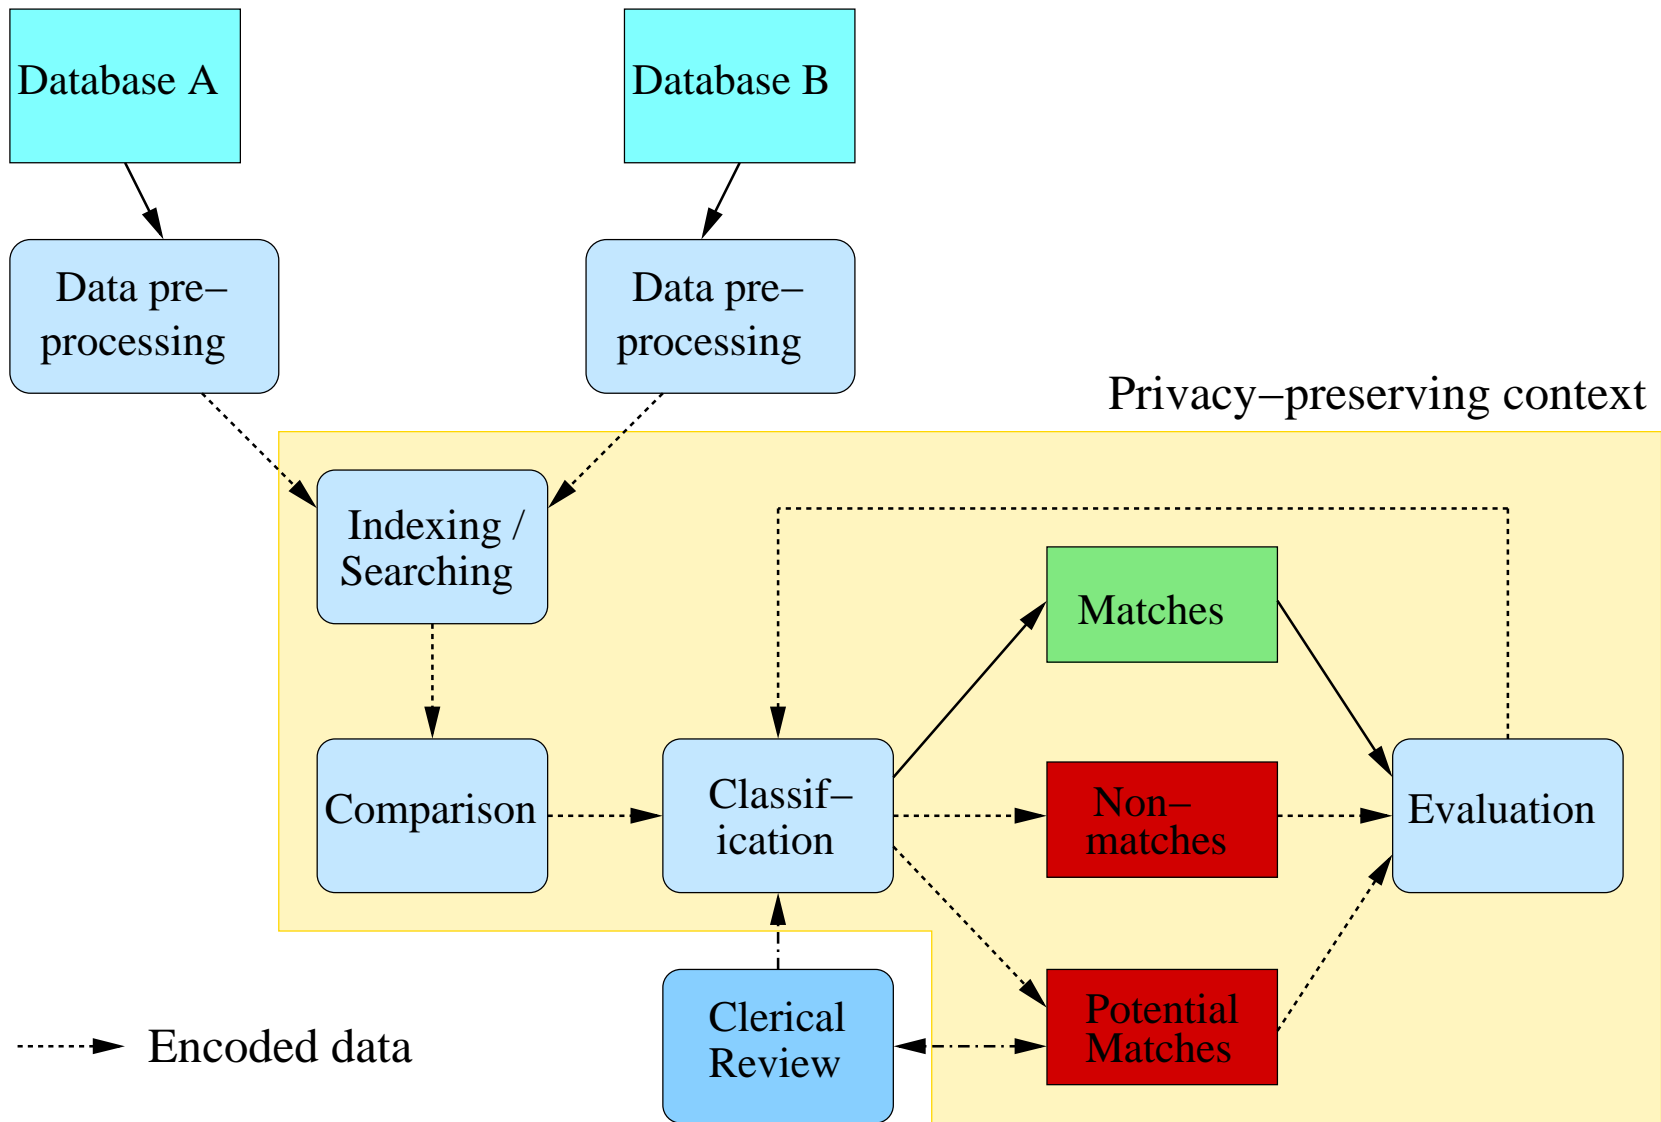 Database A
Database B
Data pre−
processing
Data pre−
processing
Privacy−preserving context
Indexing /
Searching
Matches
Comparison
Classif−
ication
Non−
matches
Evaluation
Clerical
Review
Potential
Matches
Encoded data